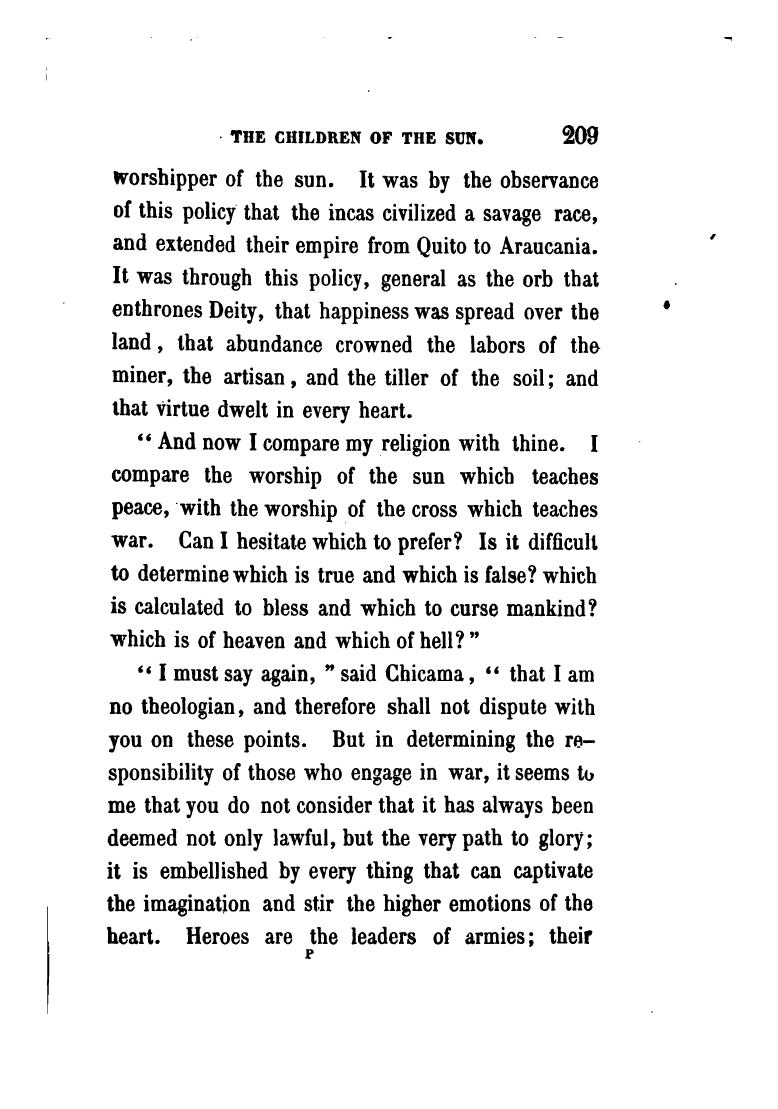 THE CHILDREN OF THE SUN. 209
worshipper of the sun. It was by the observance
of this policy that the incas civilized a savage race,
and extended their empire from Quito to Araucania.
It was through this policy, general as the orb that
enthrones Deity, that happiness was spread over the
land , that abundance crowned the labors of the
miner, the artisan , and the tiller of the soil; and
that virtue dwelt in every heart.
“ And now I compare my religion with thine. I
compare the worship of the sun which teaches
peace, with the worship of the cross which teaches
war. Can I hesitate which to prefer? Is it difficult
to determine which is true and which is false? which
is calculated to bless and which to curse mankind?
which is of heaven and which of hell? ”
“ I must say again, ” said Chicama , “ that I am
no theologian, and therefore shall not dispute with
you on these points. But in determining the re-
sponsibility of those who engage in war, it seems to
me that you do not consider that it has always been
deemed not only lawful, but the very path to glory;
it is embellished by every thing that can captivate
the imagination and stir the higher emotions of the
heart. Heroes are the leaders of armies; their
P